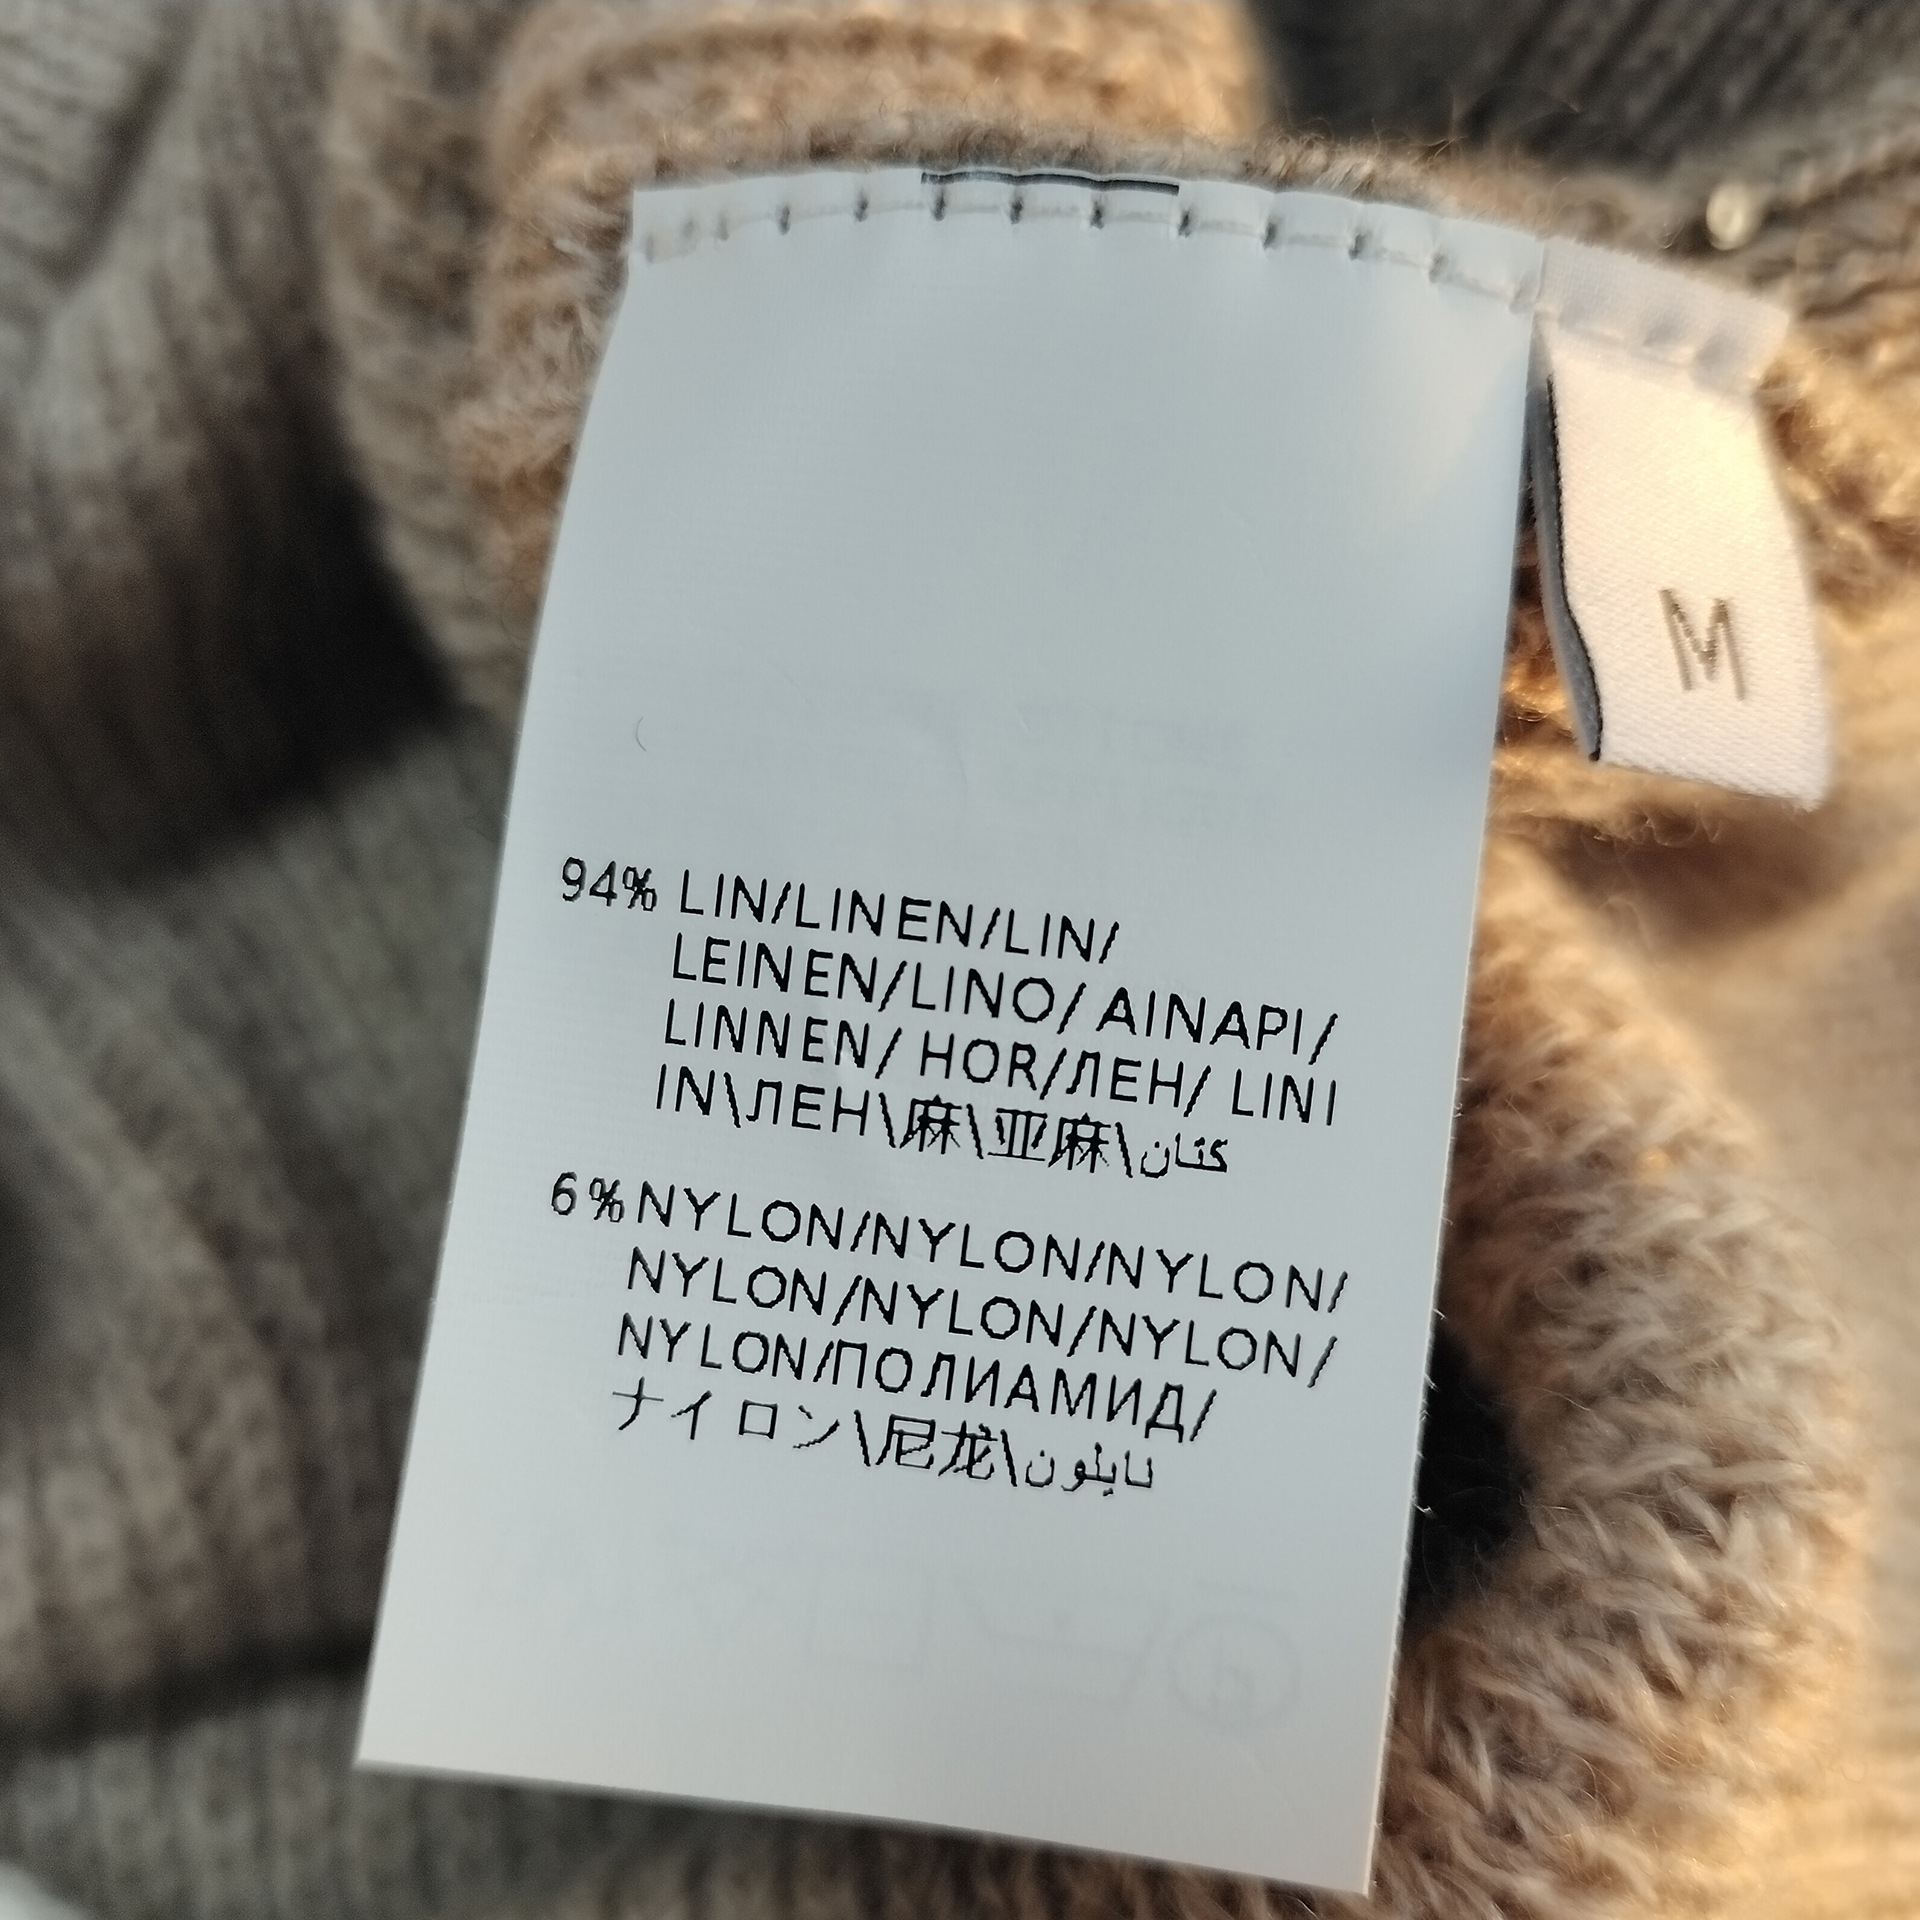 94% LIN/LINEN/LIN/
LEINEN/LINO/ AINAPI/
LINNEN/ HOR/ЛЕН/ LINI
IN\ЛЕН\麻\亚麻\كتان
6%NYLON/NYLON/NYLON/
NYLON/NYLON/NYLON/
NYLON/ПОЛИАМИД/
ナイロン\尼龙\نايلون
M